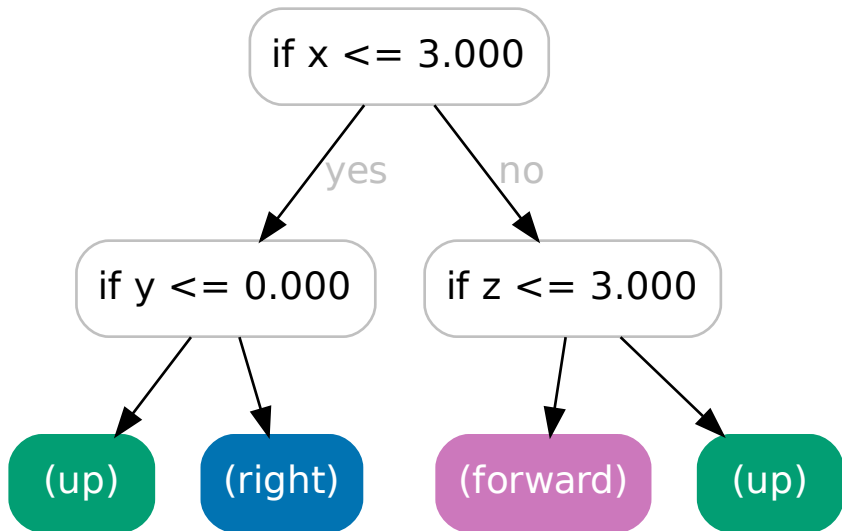 if x <= 3.000
yes
no
if y <= 0.000
if z <= 3.000
(up)
(right)
(forward)
(up)